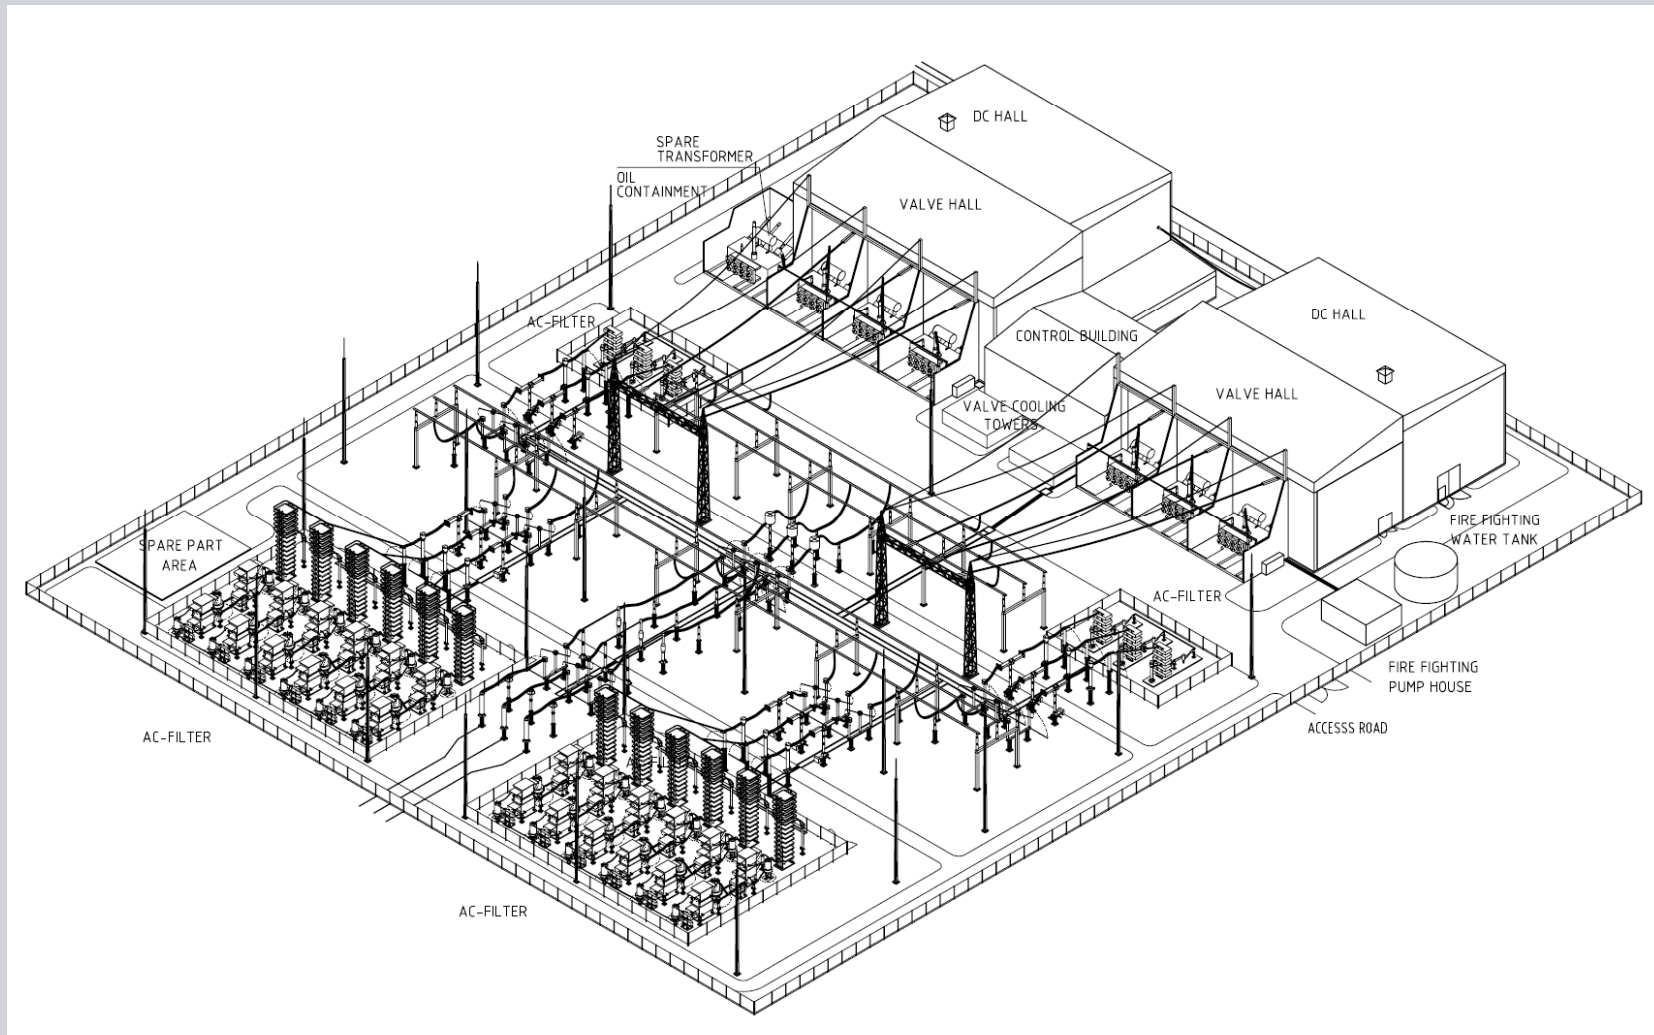 DC HALL
SPARE
TRANSFORMER
OIL
CONTAINMENT
VALVE HALL
DC HALL
AC-FILTER
CONTROL BUILDING
VALVE HALL
VALVE COOLING
TOWERS
FIRE FIGHTING
WATER TANK
SPARE PART
AREA
AC-FILTER
FIRE FIGHTING
PUMP HOUSE
ACCESSS ROAD
AC-FILTER
AC-FILTER